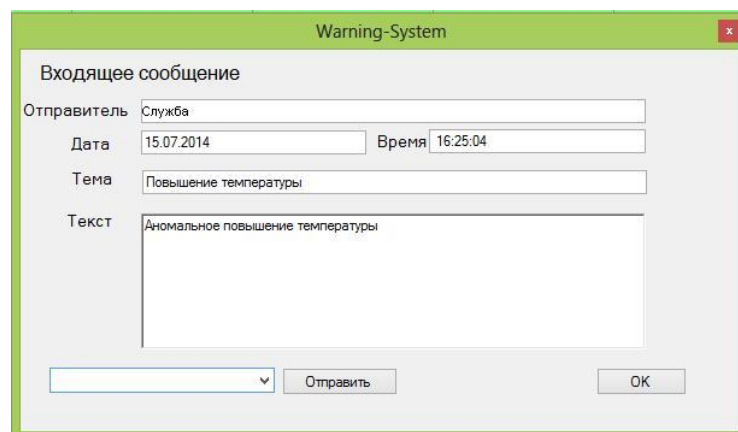 Warning-System
x
Входящее сообщение
Отправитель Служба
Дата 15.07.2014 Время 16:25:04
Тема Повышение температуры
Текст Аномальное повышение температуры
Отправить OK